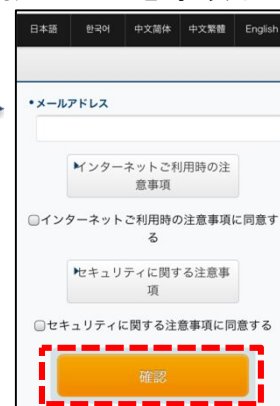 日本語 한국어 中文简体 中文繁體 English
•メールアドレス
インターネットご利用時の注
意事項
インターネットご利用時の注意事項に同意す
る
セキュリティに関する注意事
項
セキュリティに関する注意事項に同意する
確認